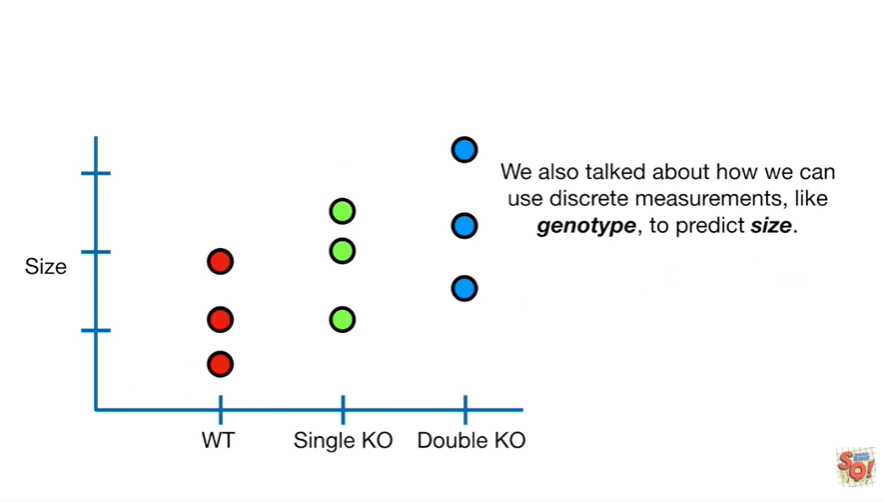 We also talked about how we can
use discrete measurements, like
genotype, to predict size.
Size
WT Single KO Double KO
SQ!